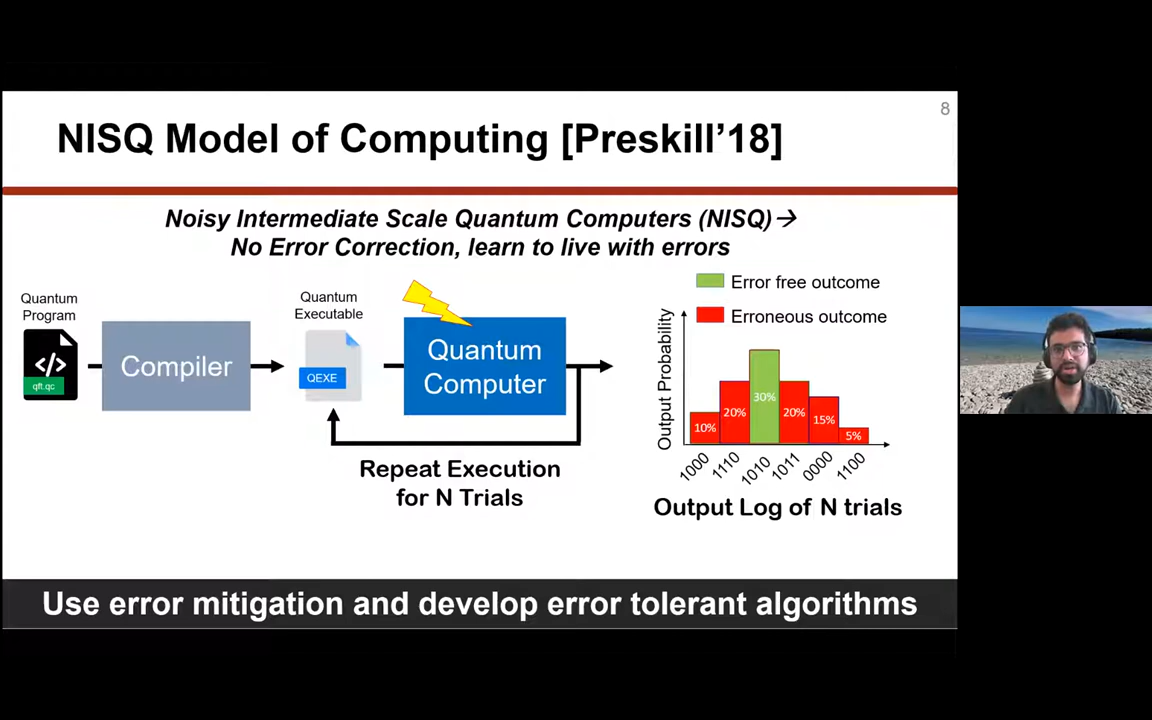 8
NISQ Model of Computing [Preskill’18]
Noisy Intermediate Scale Quantum Computers (NISQ)→
No Error Correction, learn to live with errors
Quantum
Program
</>
qft.qc
Compiler
Quantum
Executable
QEXE
Quantum
Computer
Repeat Execution
for N Trials
Error free outcome
Erroneous outcome
Output Probability
10%
20%
30%
20%
15%
5%
1000
1110
1010
1011
0000
1100
Output Log of N trials
Use error mitigation and develop error tolerant algorithms